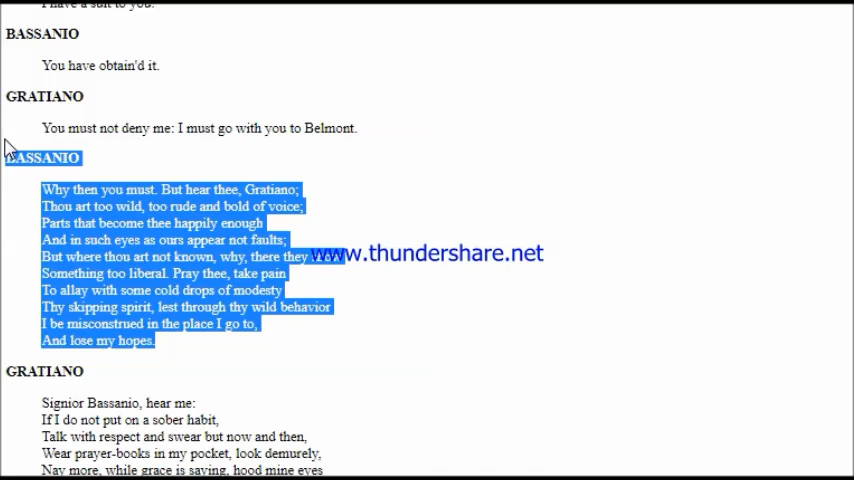 I have a suit to you.
BASSANIO
You have obtain'd it.
GRATIANO
You must not deny me: I must go with you to Belmont.
BASSANIO
Why then you must. But hear thee, Gratiano;
Thou art too wild, too rude and bold of voice;
Parts that become thee happily enough
And in such eyes as ours appear not faults;
But where thou art not known, why, there they
www.thundershare.net
Something too liberal. Pray thee, take pain
To allay with some cold drops of modesty
Thy skipping spirit, lest through thy wild behavior
I be misconstrued in the place I go to,
And lose my hopes.
GRATIANO
Signior Bassanio, hear me:
If I do not put on a sober habit,
Talk with respect and swear but now and then,
Wear prayer-books in my pocket, look demurely,
Nay more, while grace is saying, hood mine eyes